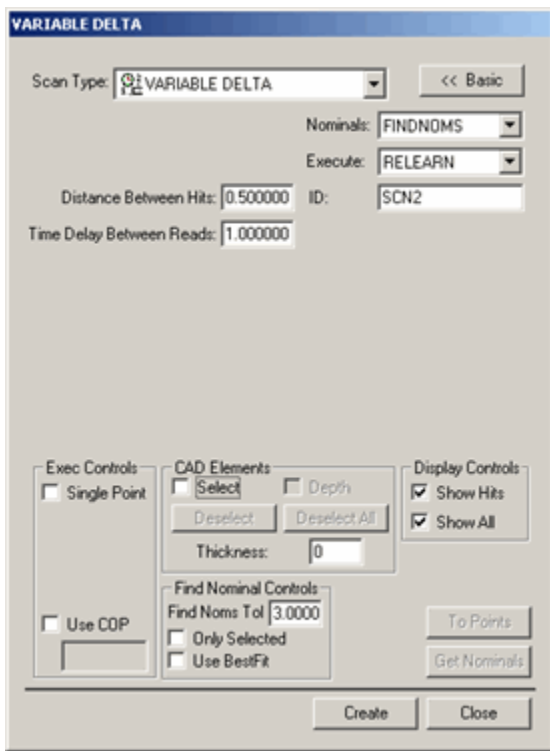 VARIABLE DELTA
Scan Type: VARIABLE DELTA << Basic
Nominals: FINDNOMS
Execute: RELEARN
Distance Between Hits: 0.500000 ID: SCN2
Time Delay Between Reads: 1.000000
Exec Controls CAD Elements Display Controls
Single Point Select Depth Show Hits
Deselect Deselect All Show All
Thickness: 0
Find Nominal Controls
Find Noms Tol 3.0000
Use COP Only Selected To Points
Use BestFit Get Nominals
Create Close